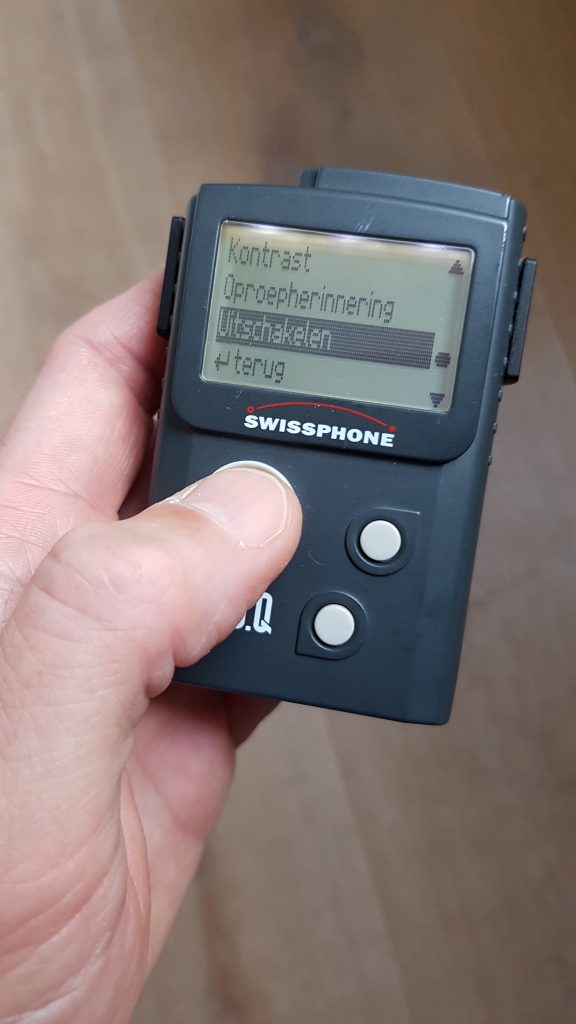 Kontrast
Oproepherinnering
Uitschakelen
↵ terug
SWISSPHONE
.Q